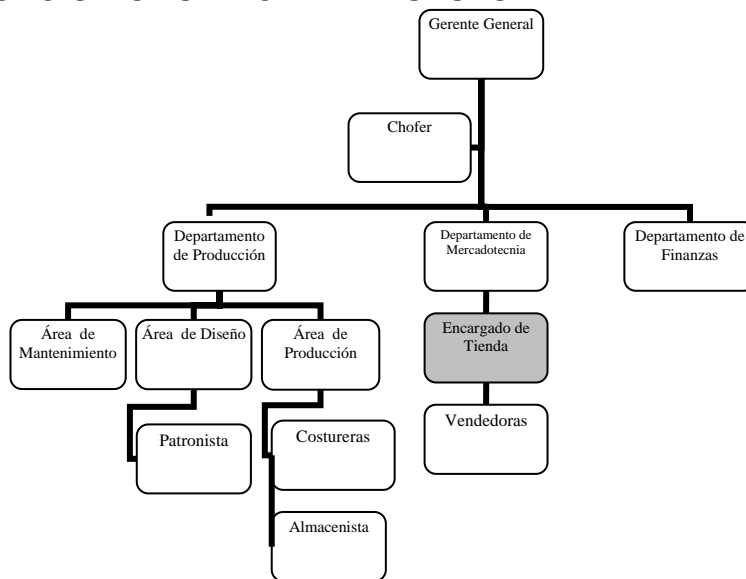 Gerente General
Chofer
Departamento
de Producción
Departamento de
Mercadotecnia
Departamento de
Finanzas
Área de
Mantenimiento
Área de Diseño
Área de
Producción
Encargado de
Tienda
Patronista
Costureras
Vendedoras
Almacenista